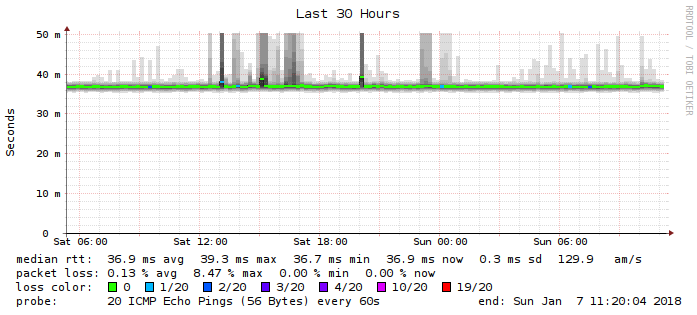 Last 30 Hours
RRDTOOL / TOBI OETIKER
Seconds
50 m
40 m
30 m
20 m
10 m
0
Sat 06:00 Sat 12:00 Sat 18:00 Sun 00:00 Sun 06:00
median rtt: 36.9 ms avg 39.3 ms max 36.7 ms min 36.9 ms now 0.3 ms sd 129.9 am/s
packet loss: 0.13 % avg 8.47 % max 0.00 % min 0.00 % now
loss color: 0 1/20 2/20 3/20 4/20 10/20 19/20
probe: 20 ICMP Echo Pings (56 Bytes) every 60s end: Sun Jan 7 11:20:04 2018